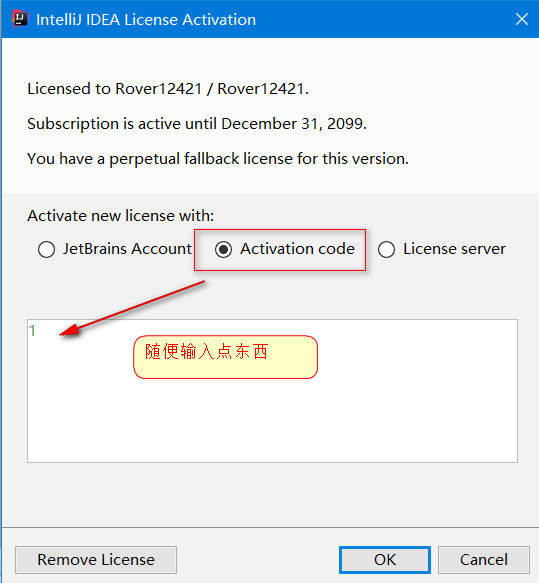 IntelliJ IDEA License Activation
Licensed to Rover12421 / Rover12421.
Subscription is active until December 31, 2099.
You have a perpetual fallback license for this version.
Activate new license with:
JetBrains Account Activation code License server
1
随便输入点东西
Remove License OK Cancel